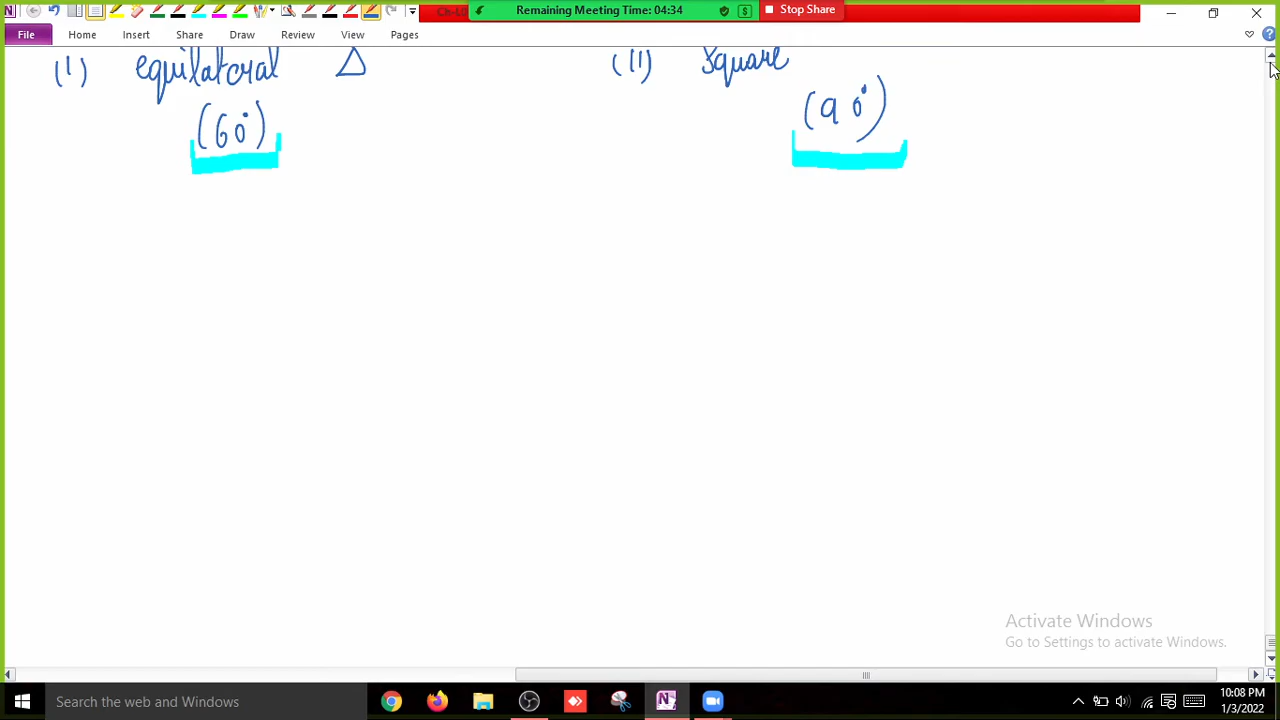 Remaining Meeting Time: 04:34
Stop Share
File Home Insert Share Draw Review View Pages
(I) equilateral Δ (II) square
(60°) (90°)
Activate Windows
Go to Settings to activate Windows.
Search the web and Windows
10:08 PM
1/3/2022